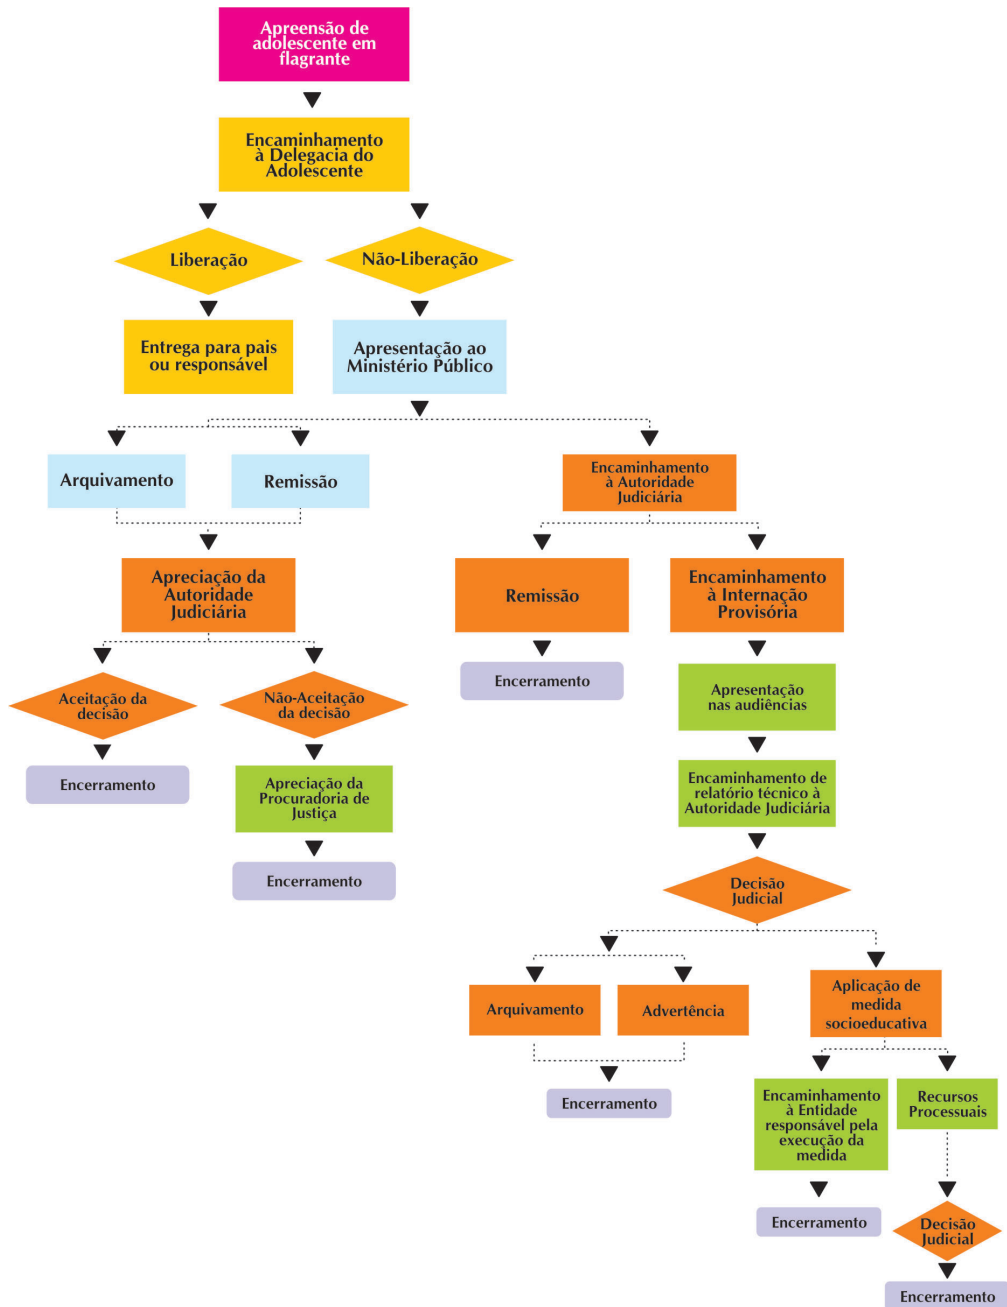 Apreensão de
adolescente em
flagrante
Encaminhamento
à Delegacia do
Adolescente
Liberação
Não-Liberação
Entrega para pais
ou responsável
Apresentação ao
Ministério Público
Arquivamento
Remissão
Encaminhamento
à Autoridade
Judiciária
Apreciação da
Autoridade
Judiciária
Remissão
Encaminhamento
à Internação
Provisória
Aceitação da
decisão
Não-Aceitação
da decisão
Encerramento
Apresentação
nas audiências
Encerramento
Apreciação da
Procuradoria de
Justiça
Encaminhamento de
relatório técnico à
Autoridade Judiciária
Encerramento
Decisão
Judicial
Arquivamento
Advertência
Aplicação de
medida
socioeducativa
Encerramento
Encaminhamento
à Entidade
responsável pela
execução da
medida
Recursos
Processuais
Encerramento
Decisão
Judicial
Encerramento